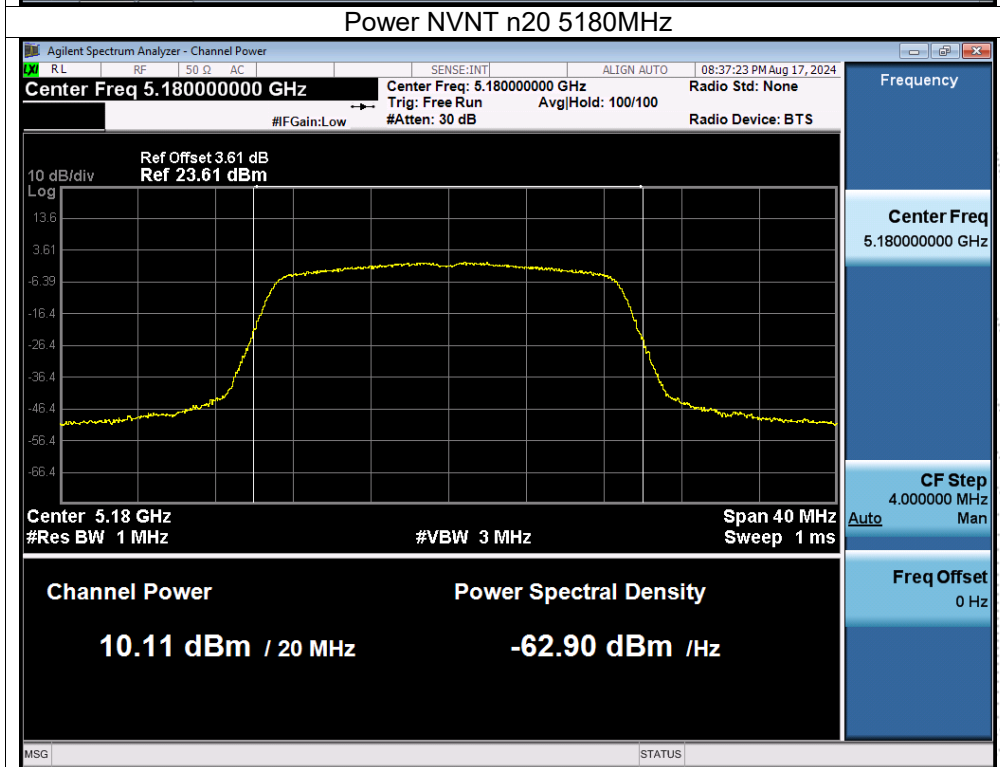 Power NVNT n20 5180MHz
Agilent Spectrum Analyzer - Channel Power
LXI RL RF 50 Ω AC SENSE:INT ALIGN AUTO 08:37:23 PM Aug 17, 2024
Center Freq 5.180000000 GHz Center Freq: 5.180000000 GHz Radio Std: None Frequency
Trig: Free Run Avg|Hold: 100/100
#IFGain:Low #Atten: 30 dB Radio Device: BTS
Ref Offset 3.61 dB
10 dB/div Ref 23.61 dBm
Log
13.6
3.61
-6.39
-16.4
-26.4
-36.4
-46.4
-56.4
-66.4
Center 5.18 GHz Span 40 MHz
#Res BW 1 MHz #VBW 3 MHz Sweep 1 ms
Channel Power Power Spectral Density
10.11 dBm / 20 MHz -62.90 dBm /Hz
Center Freq
5.180000000 GHz
CF Step
4.000000 MHz
Auto Man
Freq Offset
0 Hz
MSG STATUS